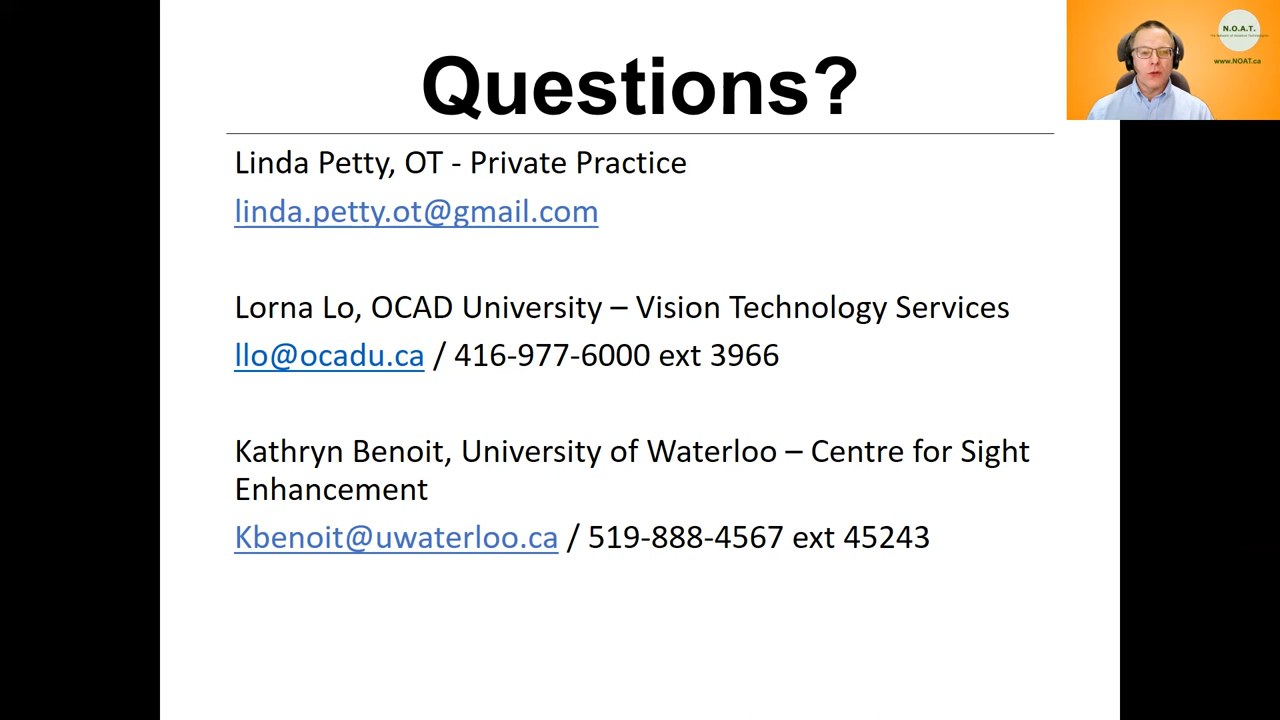 Questions?
Linda Petty, OT - Private Practice
linda.petty.ot@gmail.com
Lorna Lo, OCAD University – Vision Technology Services
llo@ocadu.ca / 416-977-6000 ext 3966
Kathryn Benoit, University of Waterloo – Centre for Sight
Enhancement
Kbenoit@uwaterloo.ca / 519-888-4567 ext 45243
N.O.A.T.
www.NOAT.ca